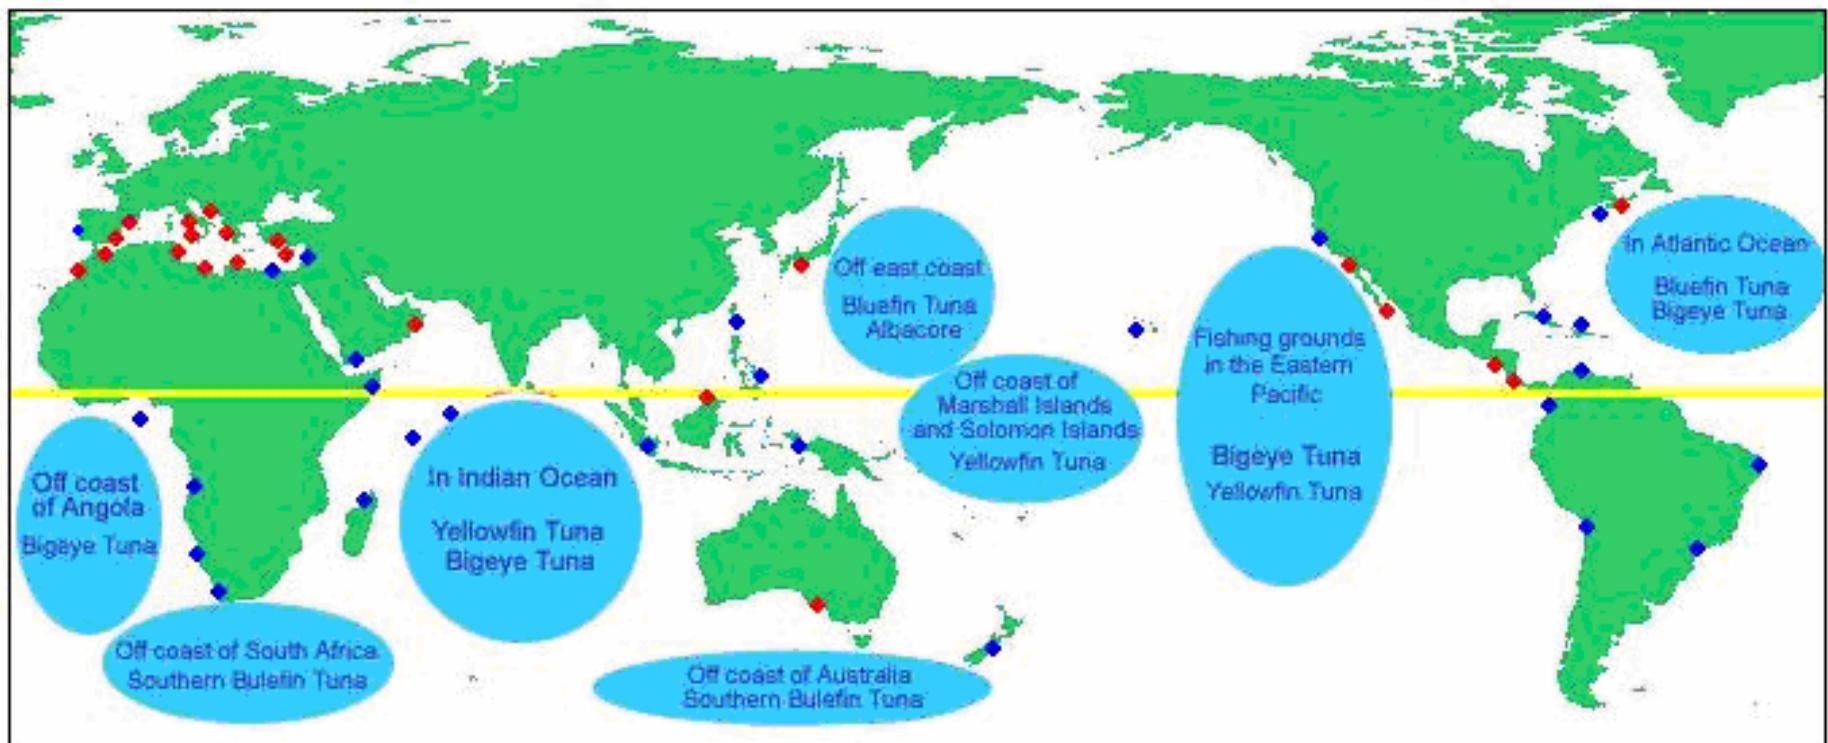 Off east coast
Bluefin Tuna
Albacore
In Atlantic Ocean
Bluefin Tuna
Bigeye Tuna
Fishing grounds
in the Eastern
Pacific
Bigeye Tuna
Yellowfin Tuna
Off coast of
Marshall Islands
and Solomon Islands
Yellowfin Tuna
Off coast
of Angola
Bigeye Tuna
In Indian Ocean
Yellowfin Tuna
Bigeye Tuna
Off coast of South Africa
Southern Bulefin Tuna
Off coast of Australia
Southern Bulefin Tuna